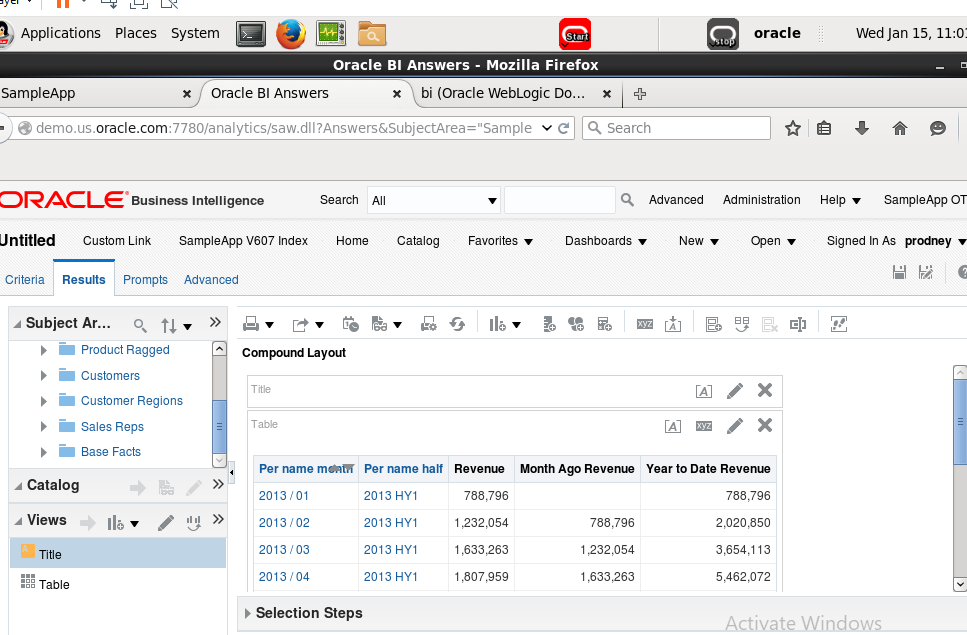 ayer
Applications Places System Start stop oracle Wed Jan 15, 11:01
Oracle BI Answers - Mozilla Firefox
SampleApp Oracle BI Answers bi (Oracle WebLogic Do...
demo.us.oracle.com:7780/analytics/saw.dll?Answers&SubjectArea="Sample Search
ORACLE Business Intelligence Search All Advanced Administration Help SampleApp OT
Untitled Custom Link SampleApp V607 Index Home Catalog Favorites Dashboards New Open Signed In As prodney
Criteria Results Prompts Advanced
Subject Ar...
Product Ragged
Customers
Customer Regions
Sales Reps
Base Facts
Catalog
Views
Title
Table
Compound Layout
Title
Table
Per name month Per name half Revenue Month Ago Revenue Year to Date Revenue
2013 / 01 2013 HY1 788,796 788,796
2013 / 02 2013 HY1 1,232,054 788,796 2,020,850
2013 / 03 2013 HY1 1,633,263 1,232,054 3,654,113
2013 / 04 2013 HY1 1,807,959 1,633,263 5,462,072
Selection Steps
Activate Windows